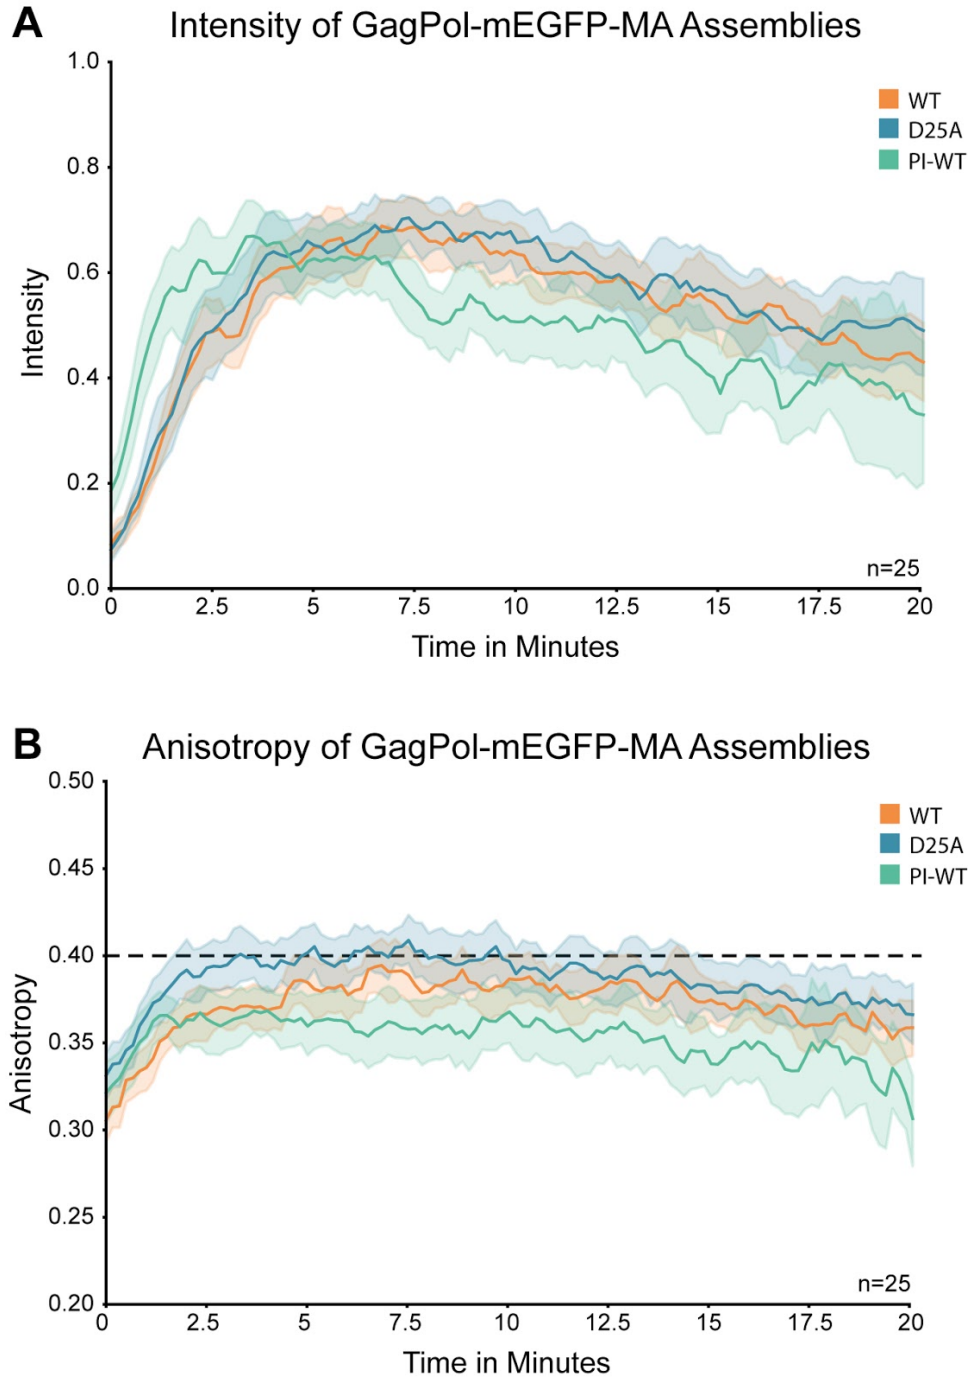 A
Intensity of GagPol-mEGFP-MA Assemblies
1.0
0.8
0.6
0.4
0.2
0.0
Intensity
WT
D25A
PI-WT
n=25
0 2.5 5 7.5 10 12.5 15 17.5 20
Time in Minutes
B
Anisotropy of GagPol-mEGFP-MA Assemblies
0.50
0.45
0.40
0.35
0.30
0.25
0.20
Anisotropy
WT
D25A
PI-WT
n=25
0 2.5 5 7.5 10 12.5 15 17.5 20
Time in Minutes